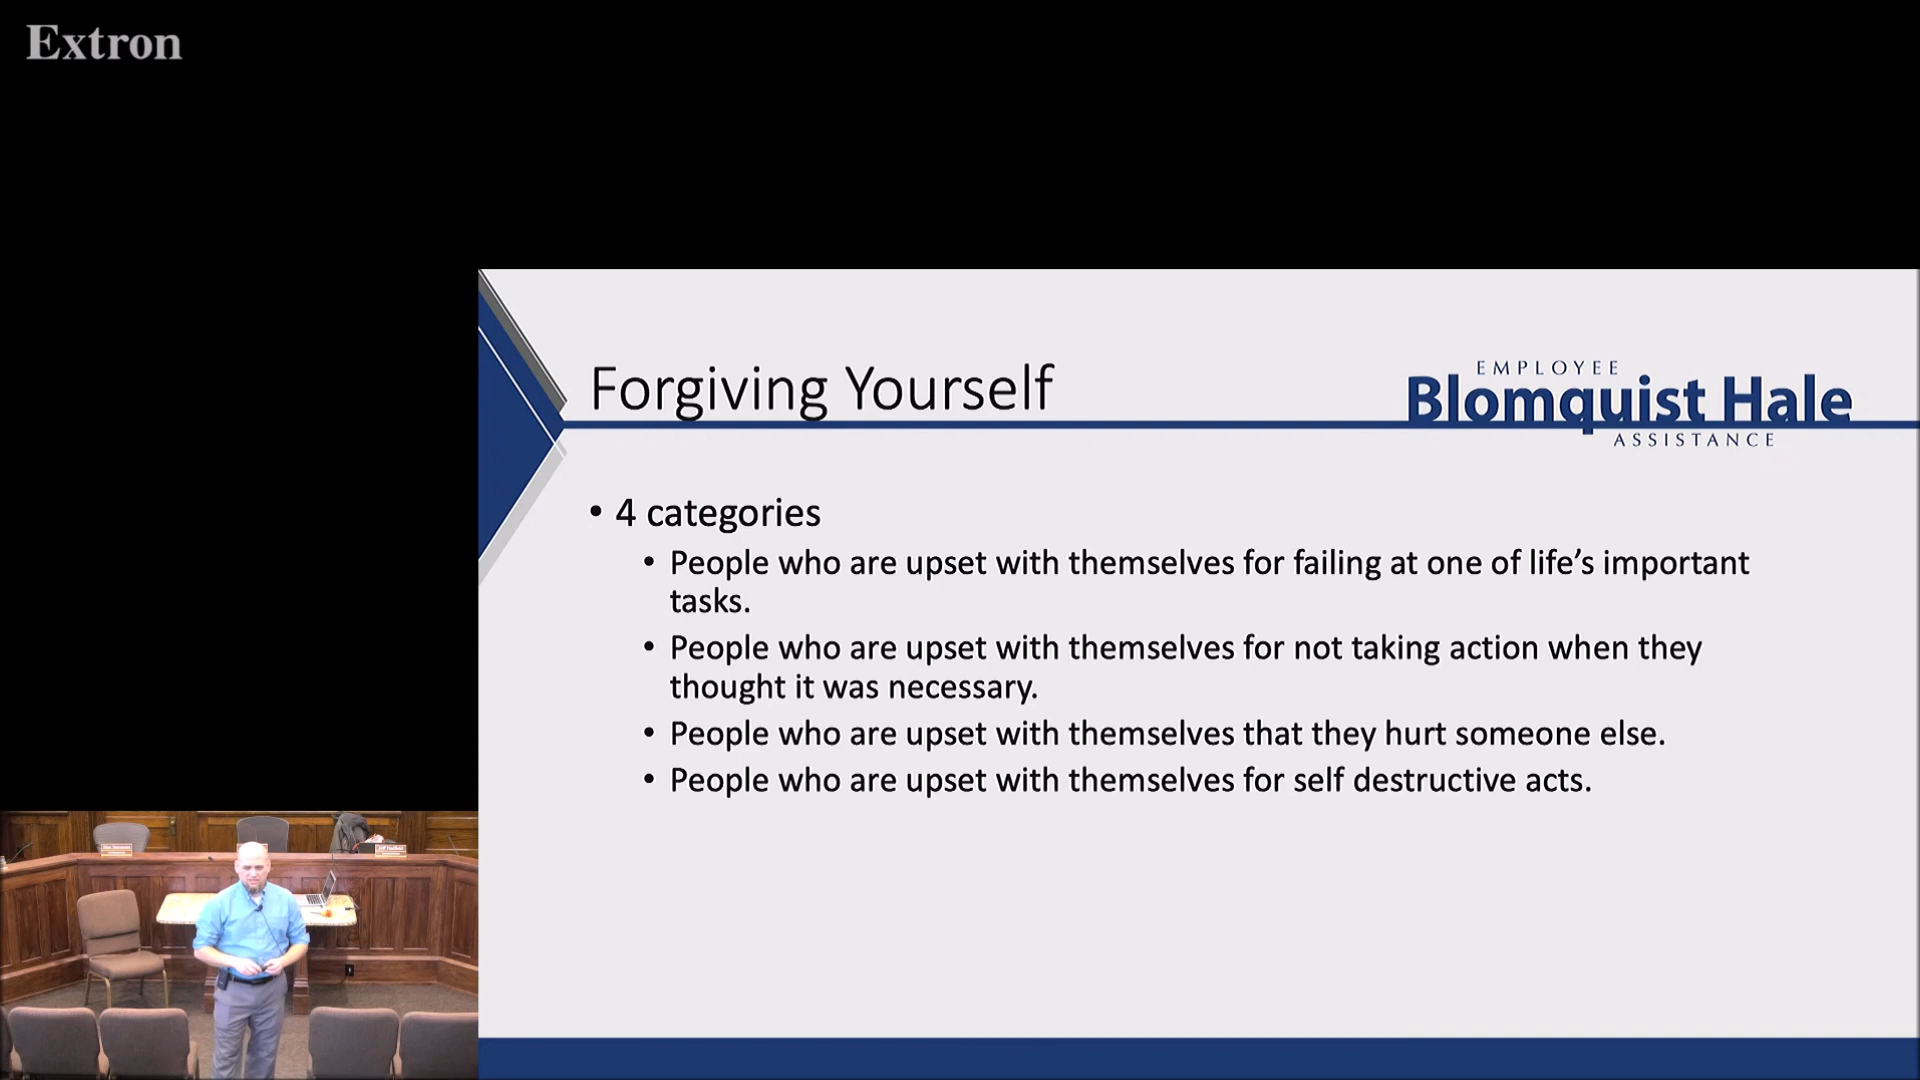 Extron
Forgiving Yourself
EMPLOYEE
Blomquist Hale
ASSISTANCE
• 4 categories
• People who are upset with themselves for failing at one of life’s important
tasks.
• People who are upset with themselves for not taking action when they
thought it was necessary.
• People who are upset with themselves that they hurt someone else.
• People who are upset with themselves for self destructive acts.